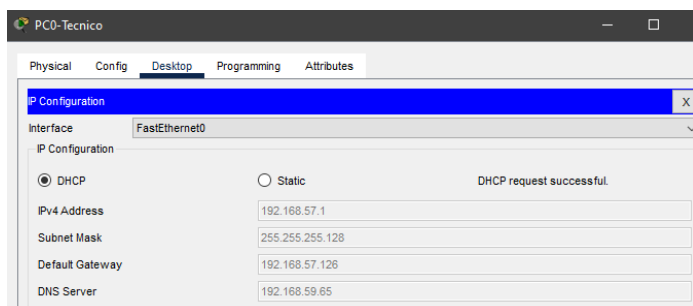 PC0-Tecnico
Physical Config Desktop Programming Attributes
IP Configuration X
Interface FastEthernet0
IP Configuration
DHCP Static DHCP request successful.
IPv4 Address 192.168.57.1
Subnet Mask 255.255.255.128
Default Gateway 192.168.57.126
DNS Server 192.168.59.65